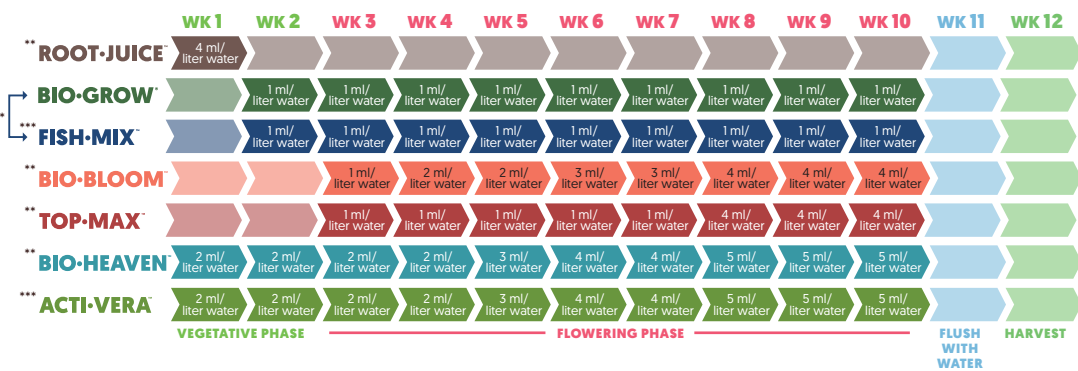 WK 1 WK 2 WK 3 WK 4 WK 5 WK 6 WK 7 WK 8 WK 9 WK 10 WK 11 WK 12
** ROOT•JUICE™ 4 ml/ liter water
* BIO•GROW® 1 ml/ liter water 1 ml/ liter water 1 ml/ liter water 1 ml/ liter water 1 ml/ liter water 1 ml/ liter water 1 ml/ liter water 1 ml/ liter water 1 ml/ liter water
*** FISH•MIX™ 1 ml/ liter water 1 ml/ liter water 1 ml/ liter water 1 ml/ liter water 1 ml/ liter water 1 ml/ liter water 1 ml/ liter water 1 ml/ liter water 1 ml/ liter water
** BIO•BLOOM™ 1 ml/ liter water 2 ml/ liter water 2 ml/ liter water 3 ml/ liter water 3 ml/ liter water 4 ml/ liter water 4 ml/ liter water 4 ml/ liter water
** TOP•MAX™ 1 ml/ liter water 1 ml/ liter water 1 ml/ liter water 1 ml/ liter water 1 ml/ liter water 4 ml/ liter water 4 ml/ liter water 4 ml/ liter water
** BIO•HEAVEN™ 2 ml/ liter water 2 ml/ liter water 2 ml/ liter water 2 ml/ liter water 3 ml/ liter water 4 ml/ liter water 4 ml/ liter water 5 ml/ liter water 5 ml/ liter water 5 ml/ liter water
*** ACTI•VERA™ 2 ml/ liter water 2 ml/ liter water 2 ml/ liter water 2 ml/ liter water 3 ml/ liter water 4 ml/ liter water 4 ml/ liter water 5 ml/ liter water 5 ml/ liter water 5 ml/ liter water
VEGETATIVE PHASE FLOWERING PHASE FLUSH WITH WATER HARVEST